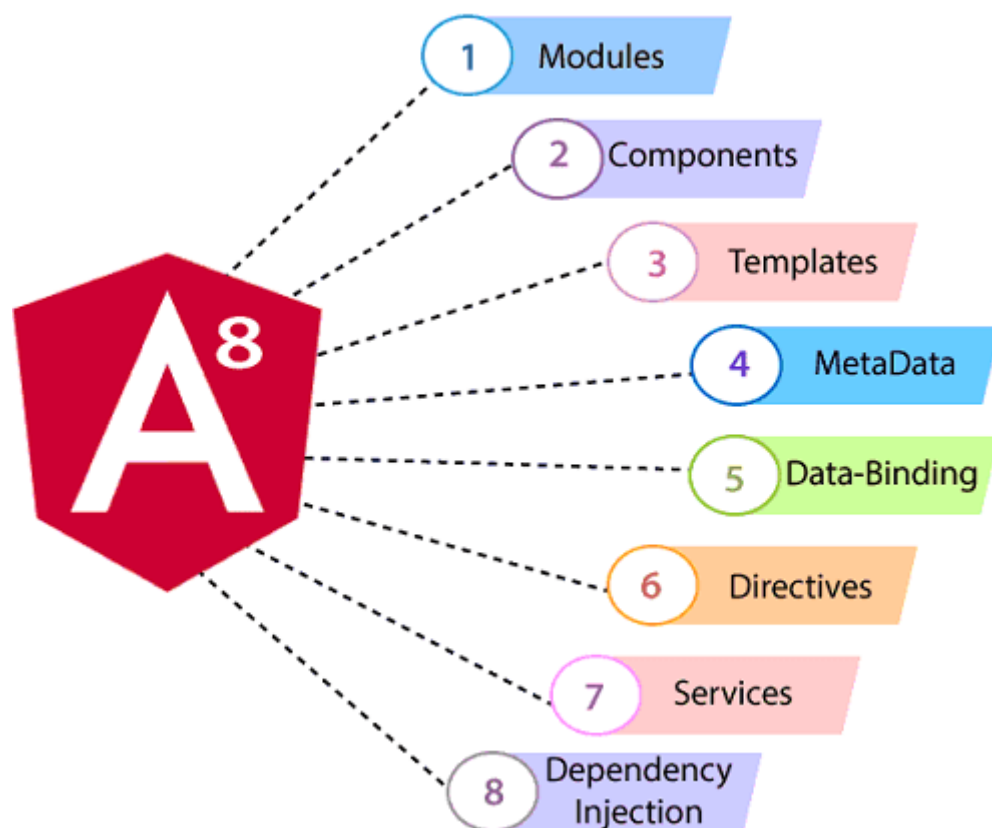 1 Modules
2 Components
3 Templates
A 8
4 MetaData
5 Data-Binding
6 Directives
7 Services
8 Dependency
Injection